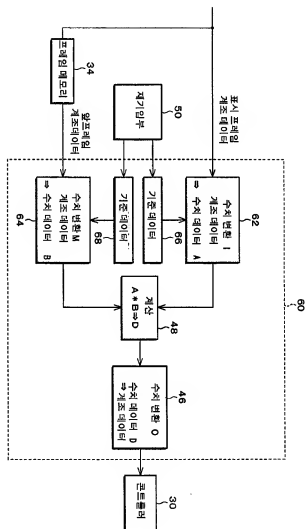 표시 프레임
계조 데이터
34
프레임 메모리
앞프레임
계조데이터
50
재기입부
60
62
수치 변환 I
계조 데이터
⇒ 수치 데이터 A
66
기준 데이터
68
기준 데이터
64
수치 변환 M
계조 데이터
⇒ 수치 데이터 B
계산
A * B ⇒ D
48
46
수치 변환 O
수치 데이터 D
⇒ 계조 데이터
30
콘트롤러